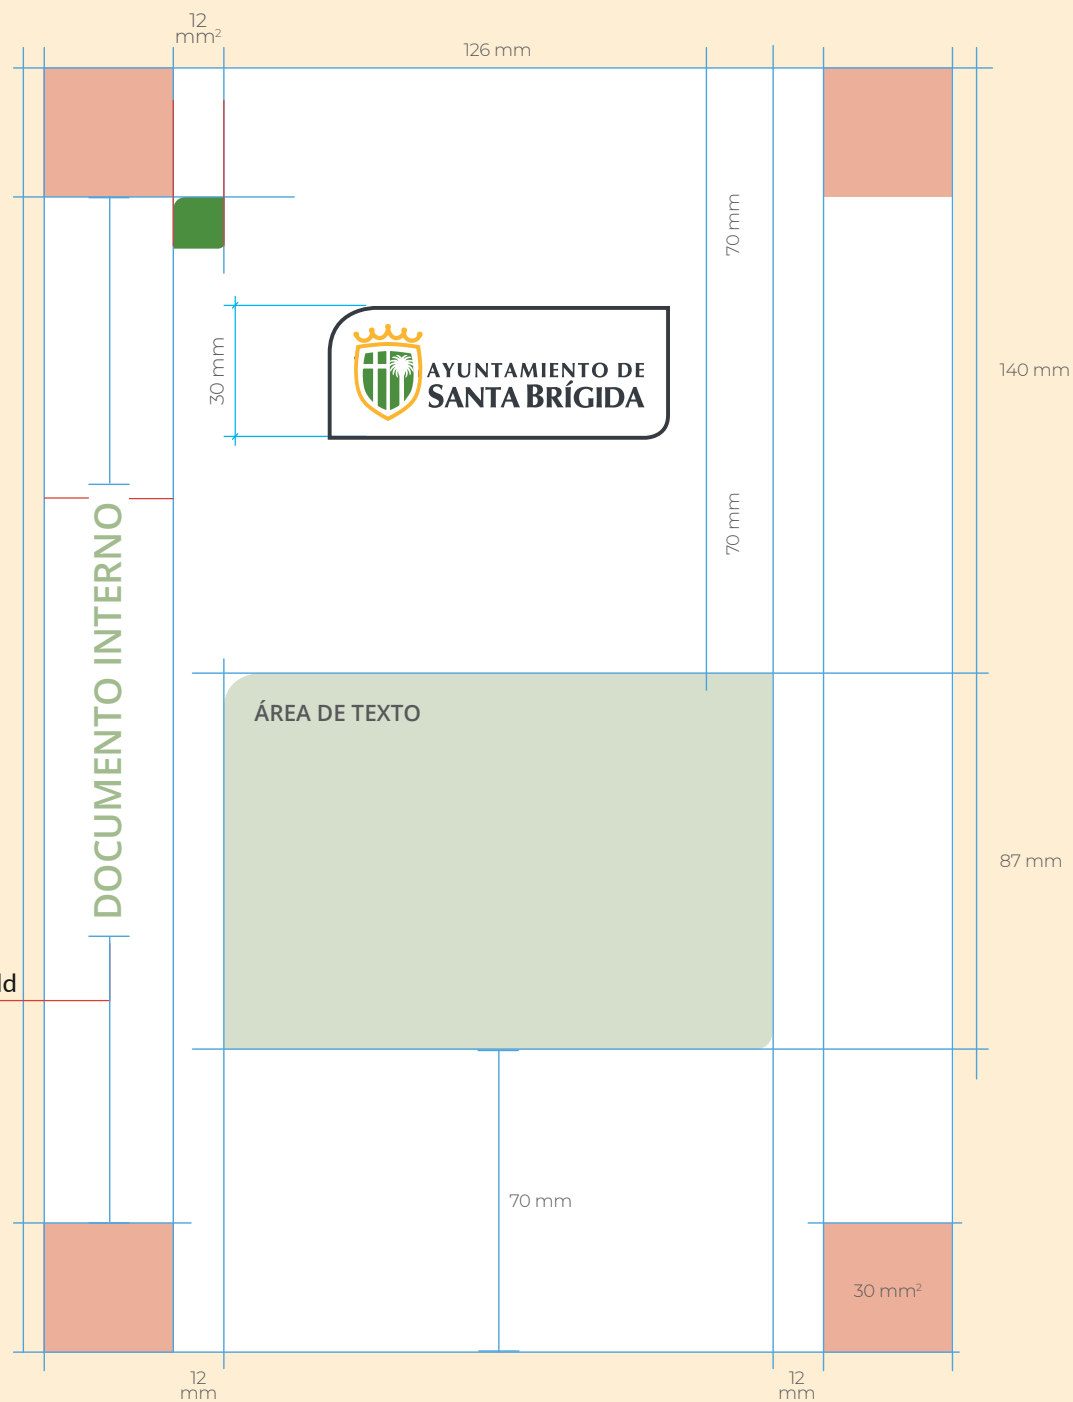 12
mm²
126 mm
70 mm
30 mm
AYUNTAMIENTO DE
SANTA BRÍGIDA
140 mm
70 mm
DOCUMENTO INTERNO
ÁREA DE TEXTO
87 mm
70 mm
30 mm²
12
mm
12
mm